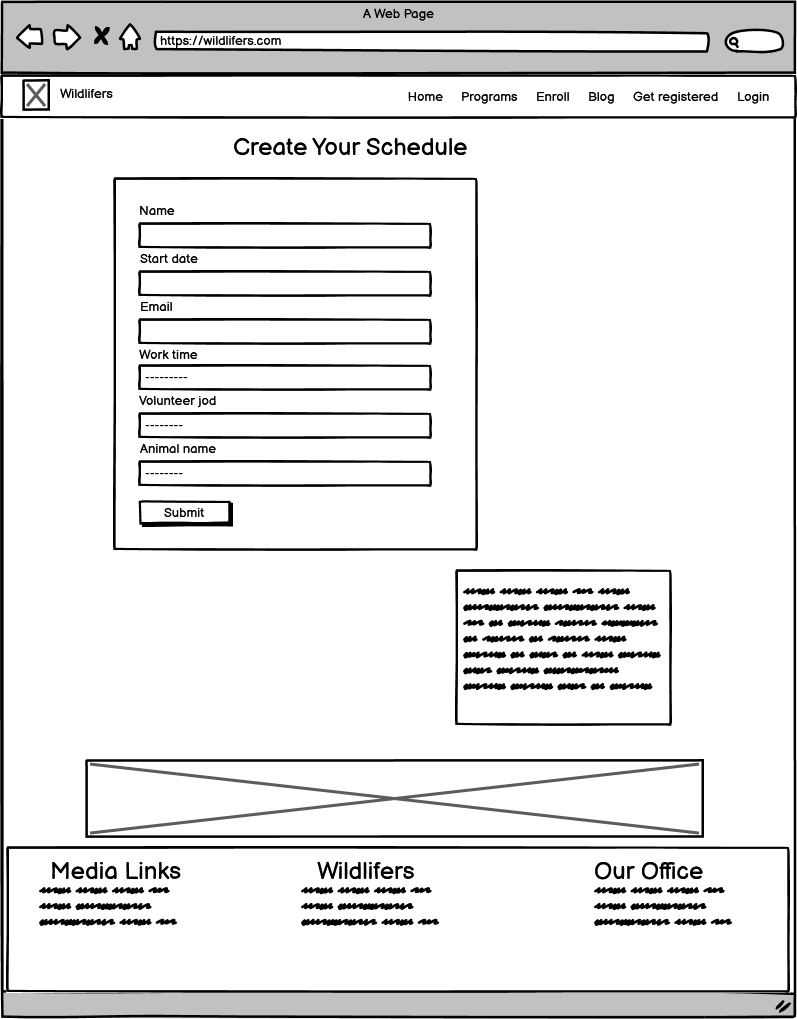 A Web Page
https://wildlifers.com
Wildlifers
Home Programs Enroll Blog Get registered Login
Create Your Schedule
Name
Start date
Email
Work time
---------
Volunteer jod
--------
Animal name
--------
Submit
Media Links Wildlifers Our Office